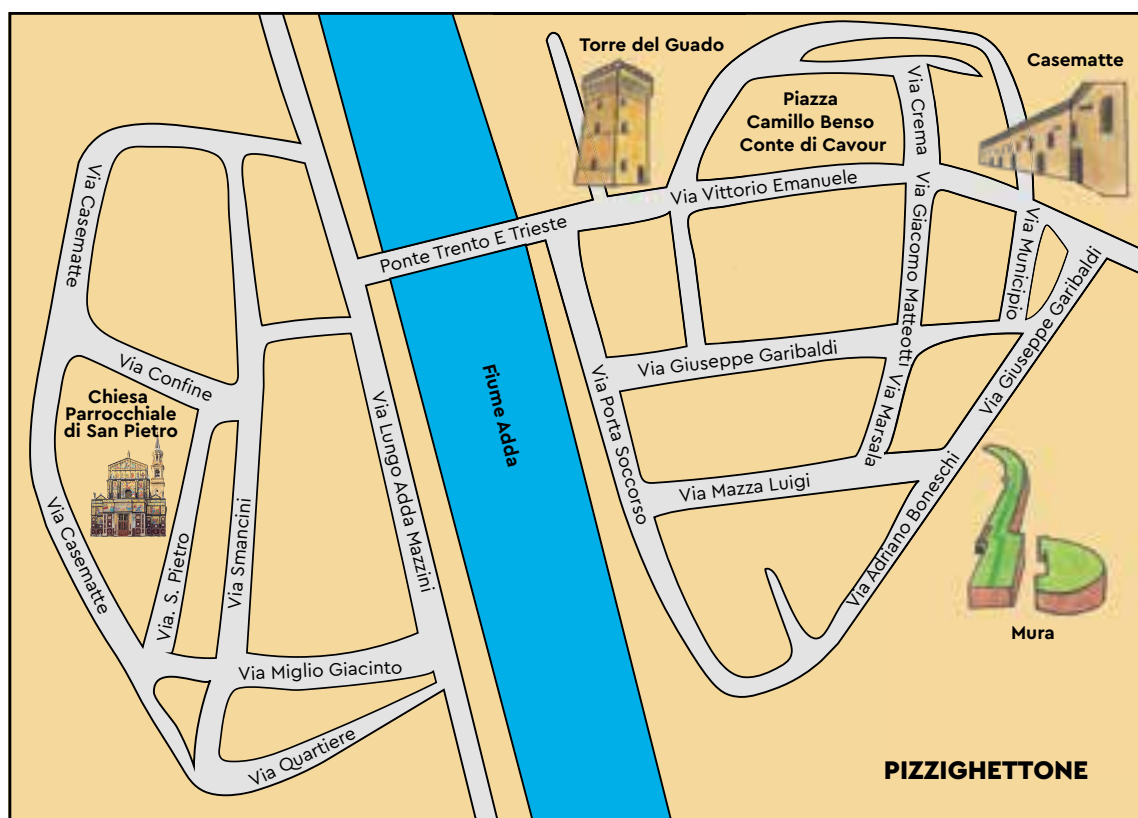 Torre del Guado
Casematte
Piazza
Camillo Benso
Conte di Cavour
Via Crema
Via Casematte
Via Vittorio Emanuele
Ponte Trento E Trieste
Via Giacomo Matteotti
Via Municipio
Via Giuseppe Garibaldi
Via Giuseppe Garibaldi
Via Confine
Chiesa
Parrocchiale
di San Pietro
Via Lungo Adda Mazzini
Fiume Adda
Via Porta Soccorso
Via Marsala
Via Mazza Luigi
Via Adriano Boneschi
Via Casematte
Via. S. Pietro
Via Smancini
Mura
Via Miglio Giacinto
Via Quartiere
PIZZIGHETTONE